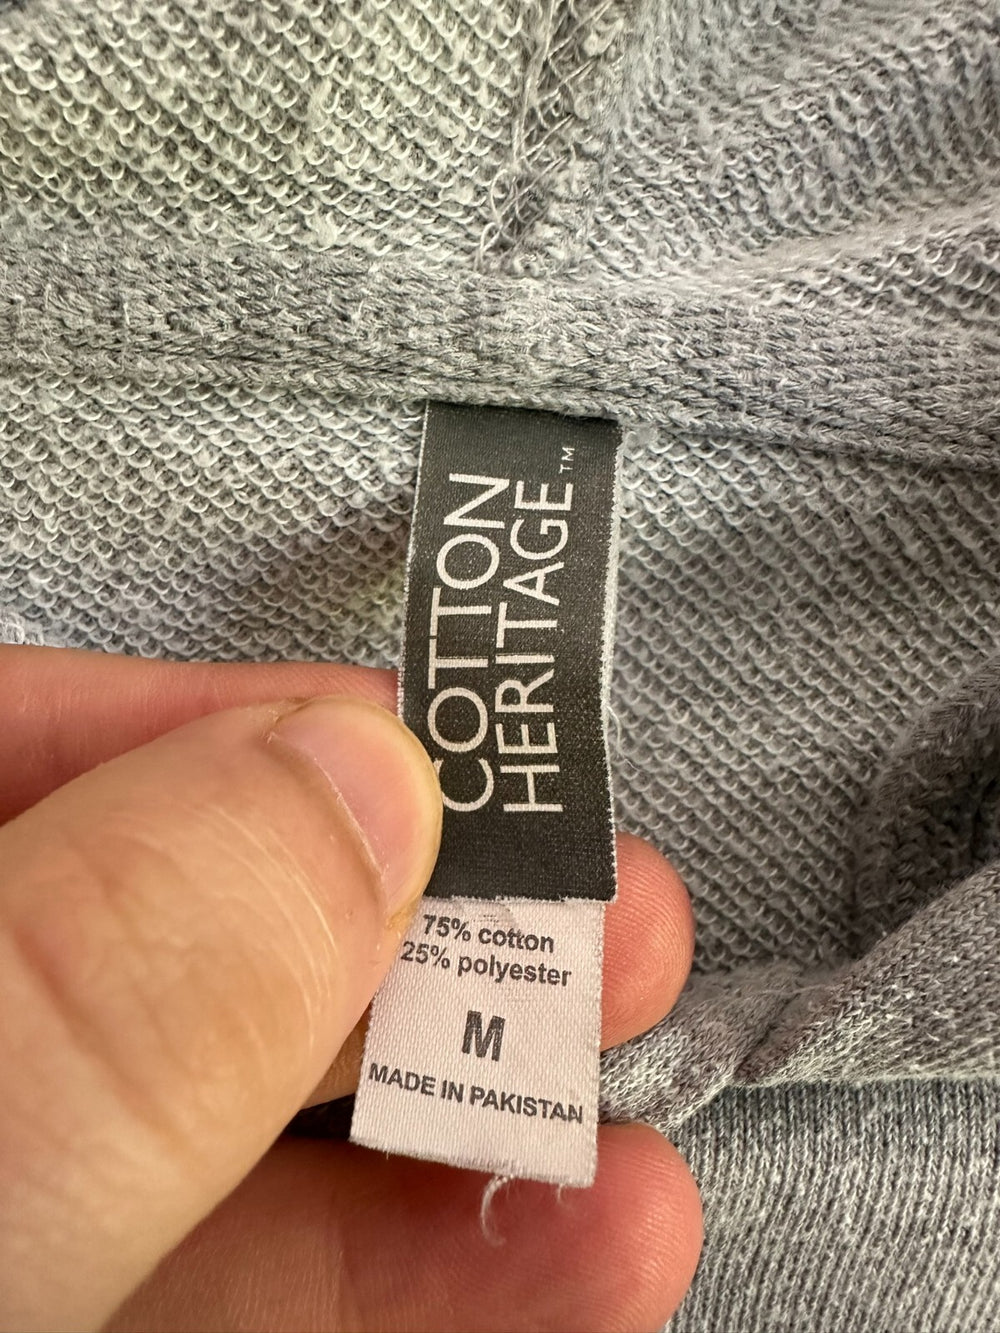 COTTON
HERITAGE™
75% cotton
25% polyester
M
MADE IN PAKISTAN